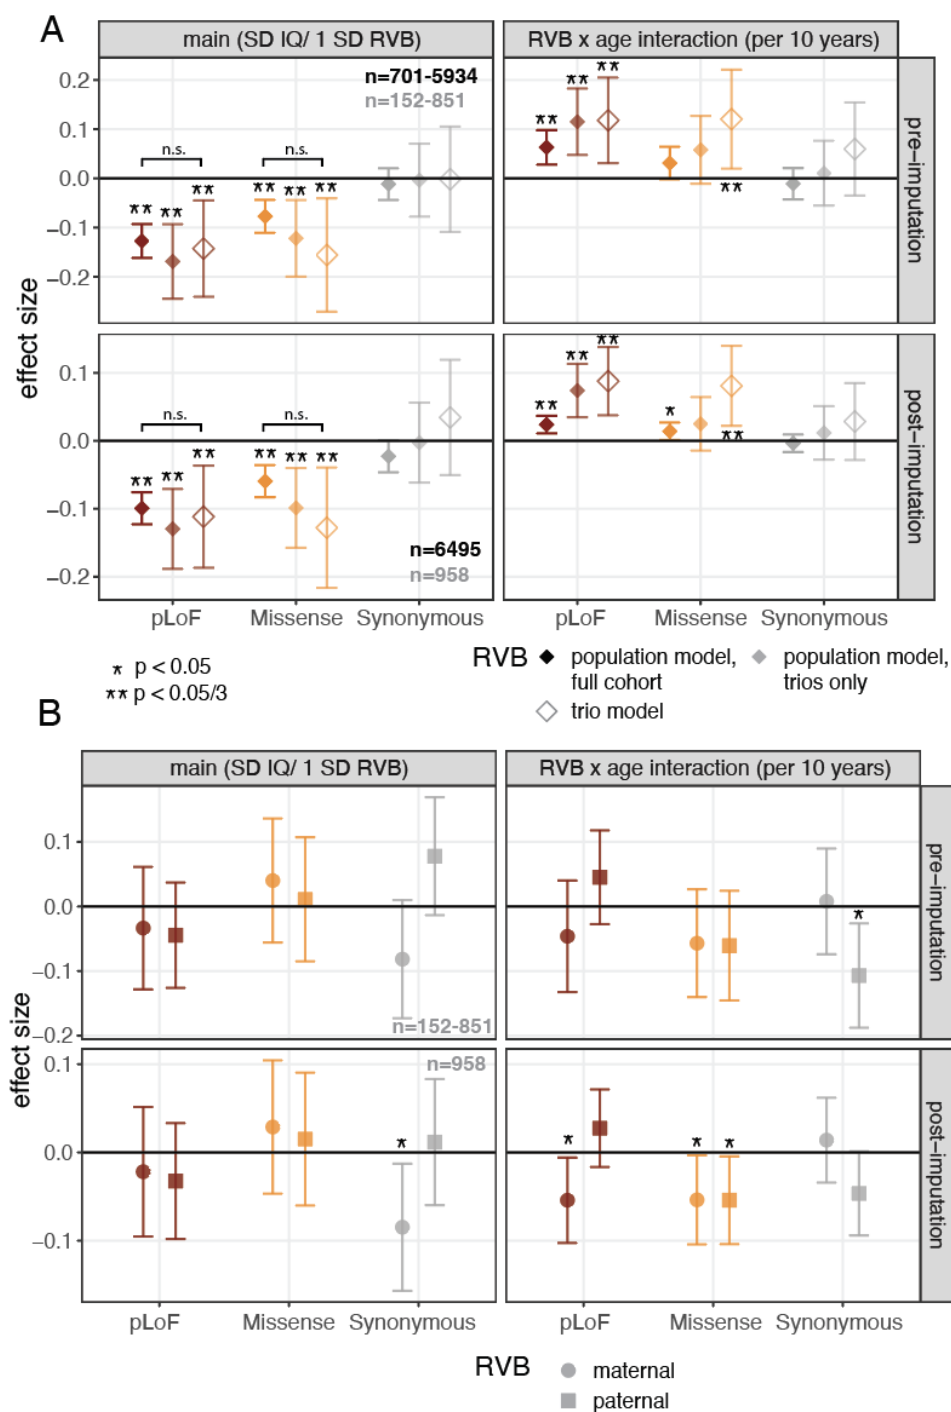 A
main (SD IQ/ 1 SD RVB)
RVB x age interaction (per 10 years)
n=701-5934
n=152-851
0.2
0.1
0.0
−0.1
−0.2
n.s.
n.s.
** ** **
** ** **
** ** **
**
pre−imputation
effect size
0.1
0.0
−0.1
−0.2
n.s.
n.s.
** ** **
** ** **
** ** **
* **
n=6495
n=958
post−imputation
pLoF Missense Synonymous
pLoF Missense Synonymous
* p < 0.05
** p < 0.05/3
RVB
population model, full cohort
population model, trios only
trio model
B
main (SD IQ/ 1 SD RVB)
RVB x age interaction (per 10 years)
0.1
0.0
−0.1
−0.2
n=152-851
*
pre−imputation
effect size
0.1
0.0
−0.1
n=958
*
* * *
post−imputation
pLoF Missense Synonymous
pLoF Missense Synonymous
RVB
maternal
paternal